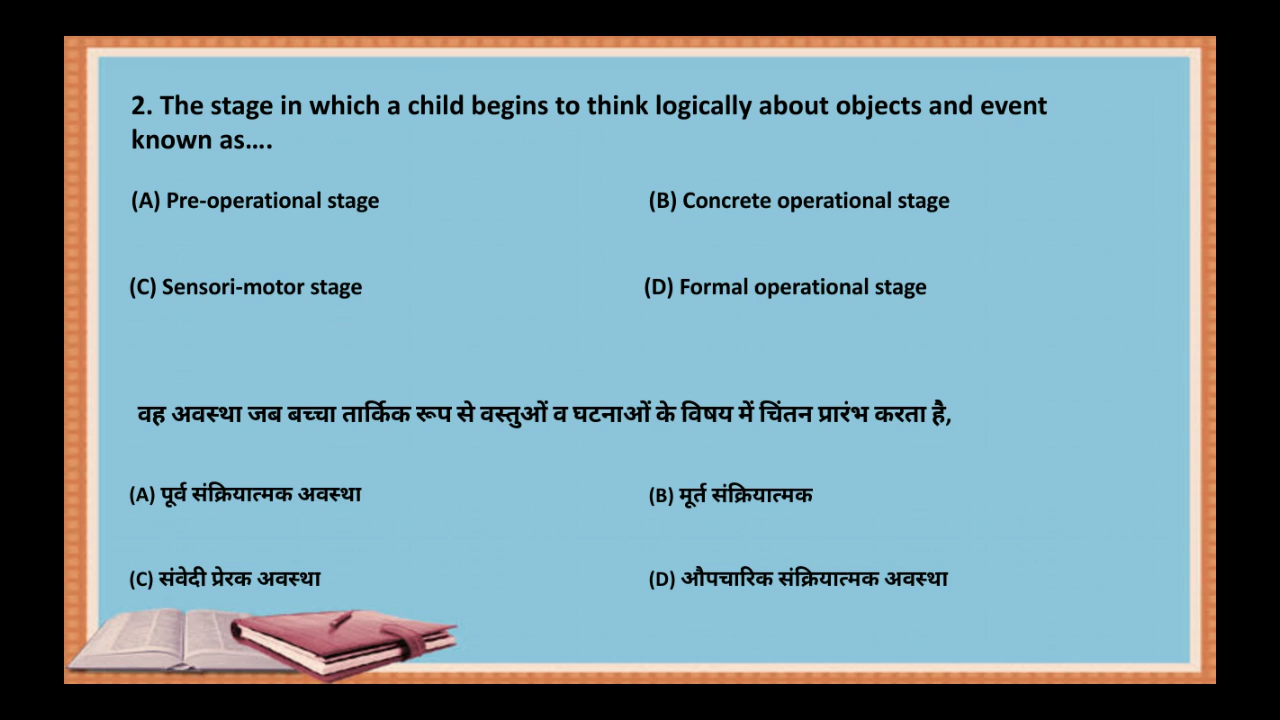 2. The stage in which a child begins to think logically about objects and event
known as….
(A) Pre-operational stage (B) Concrete operational stage
(C) Sensori-motor stage (D) Formal operational stage
वह अवस्था जब बच्चा तार्किक रूप से वस्तुओं व घटनाओं के विषय में चिंतन प्रारंभ करता है,
(A) पूर्व संक्रियात्मक अवस्था (B) मूर्त संक्रियात्मक
(C) संवेदी प्रेरक अवस्था (D) औपचारिक संक्रियात्मक अवस्था